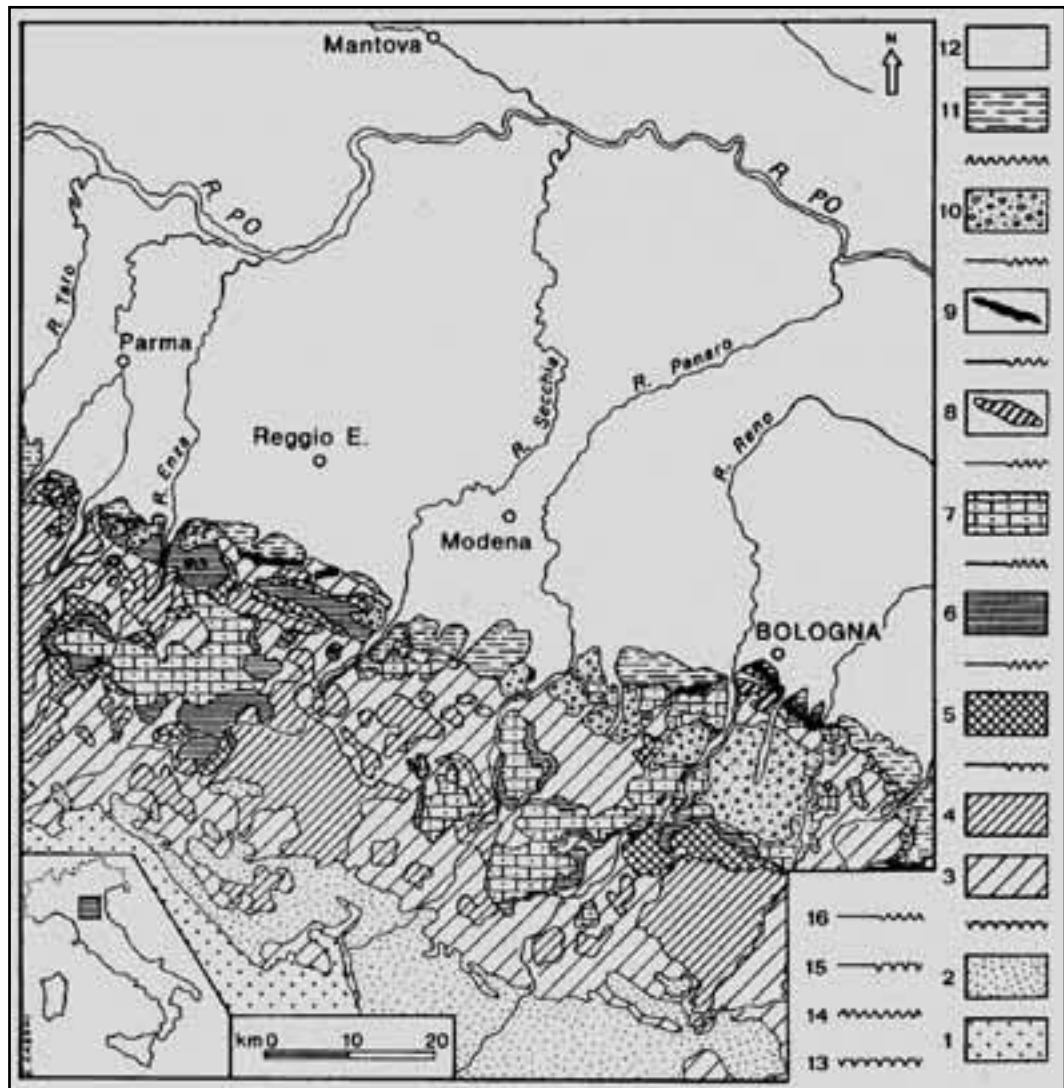 Mantova
N
R. PO
R. PO
R. Taro
Parma
R. Enza
Reggio E.
R. Secchia
R. Panaro
R. Reno
Modena
BOLOGNA
km 0 10 20
12
11
10
9
8
7
6
5
4
3
2
1
16
15
14
13